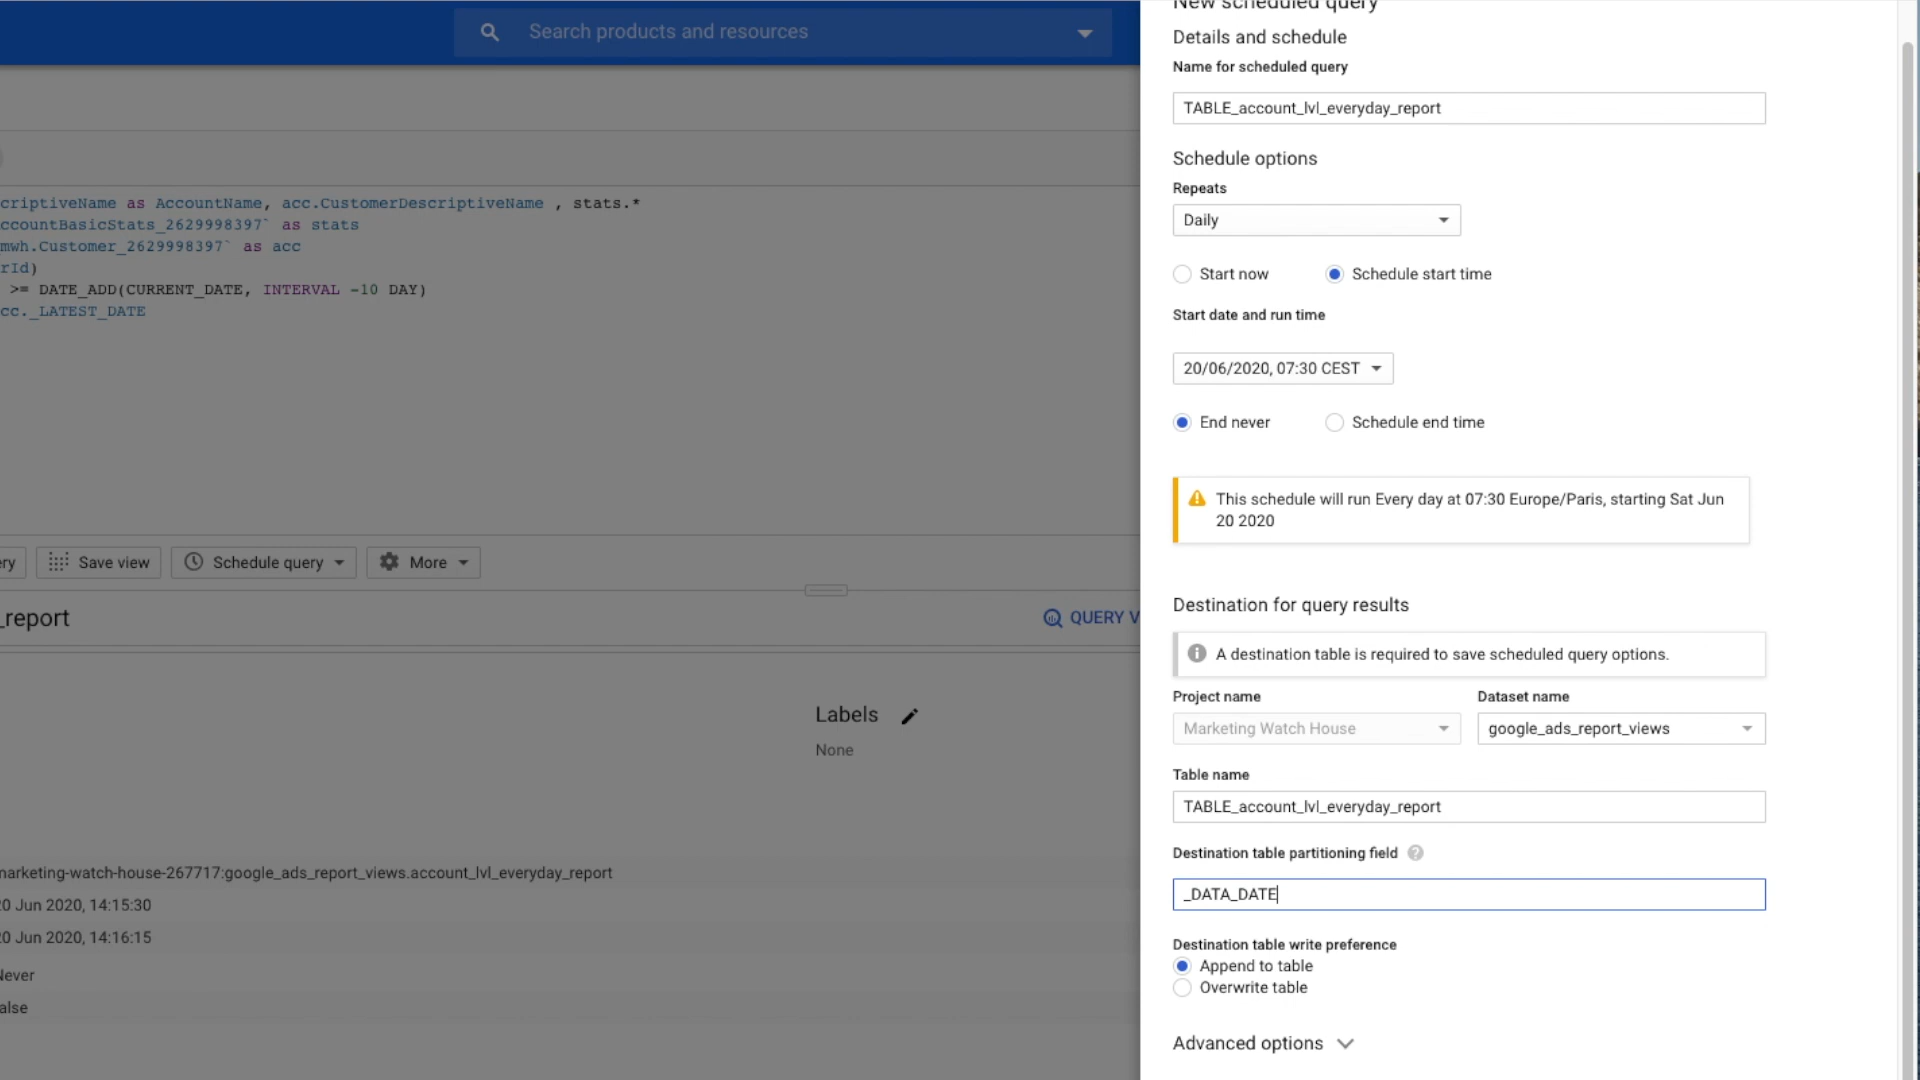 Search products and resources
criptiveName as AccountName, acc.CustomerDescriptiveName , stats.*
ccountBasicStats_2629998397` as stats
mwh.Customer_2629998397` as acc
rId)
>= DATE_ADD(CURRENT_DATE, INTERVAL -10 DAY)
cc._LATEST_DATE
ry
Save view
Schedule query
More
_report
QUERY V
Labels
None
marketing-watch-house-267717:google_ads_report_views.account_lvl_everyday_report
20 Jun 2020, 14:15:30
20 Jun 2020, 14:16:15
Never
alse
New scheduled query
Details and schedule
Name for scheduled query
TABLE_account_lvl_everyday_report
Schedule options
Repeats
Daily
Start now
Schedule start time
Start date and run time
20/06/2020, 07:30 CEST
End never
Schedule end time
This schedule will run Every day at 07:30 Europe/Paris, starting Sat Jun
20 2020
Destination for query results
A destination table is required to save scheduled query options.
Project name
Dataset name
Marketing Watch House
google_ads_report_views
Table name
TABLE_account_lvl_everyday_report
Destination table partitioning field
_DATA_DATE
Destination table write preference
Append to table
Overwrite table
Advanced options